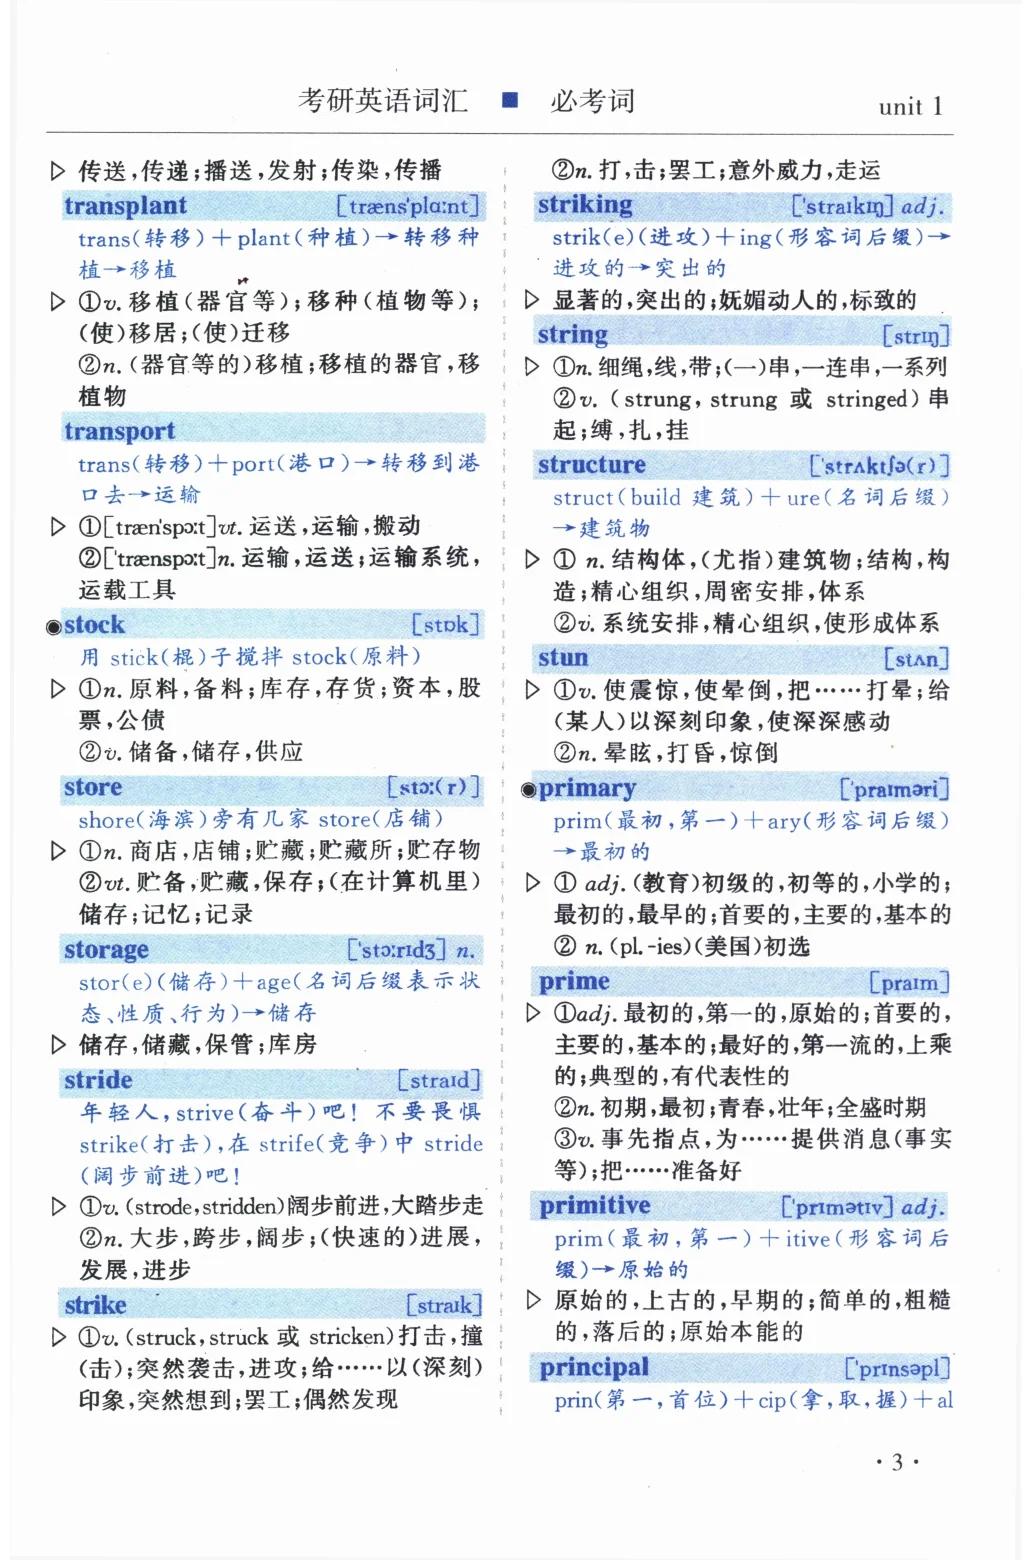 考研英语词汇 ■ 必考词 unit 1
▷ 传送,传递;播送,发射;传染,传播
transplant [træns'plɑːnt]
trans(转移)+plant(种植)→转移种
植→移植
▷ ①v.移植(器官等);移种(植物等);
(使)移居;(使)迁移
②n.(器官等的)移植;移植的器官,移
植物
transport
trans(转移)+port(港口)→转移到港
口去→运输
▷ ①[træn'spɔːt]vt.运送,运输,搬动
②['trænspɔːt]n.运输,运送;运输系统,
运载工具
◉stock [stɒk]
用 stick(棍)子搅拌 stock(原料)
▷ ①n.原料,备料;库存,存货;资本,股
票,公债
②v.储备,储存,供应
store [stɔː(r)]
shore(海滨)旁有几家 store(店铺)
▷ ①n.商店,店铺;贮藏;贮藏所;贮存物
②vt.贮备,贮藏,保存;(在计算机里)
储存;记忆;记录
storage ['stɔːrɪdʒ] n.
stor(e)(储存)+age(名词后缀表示状
态、性质、行为)→储存
▷ 储存,储藏,保管;库房
stride [straɪd]
年轻人,strive(奋斗)吧!不要畏惧
strike(打击),在 strife(竞争)中 stride
(阔步前进)吧!
▷ ①v.(strode,stridden)阔步前进,大踏步走
②n.大步,跨步,阔步;(快速的)进展,
发展,进步
strike [straɪk]
▷ ①v.(struck,struck 或 stricken)打击,撞
(击);突然袭击,进攻;给……以(深刻)
印象,突然想到;罢工;偶然发现
②n.打,击;罢工;意外威力,走运
striking ['straɪkɪŋ] adj.
strik(e)(进攻)+ing(形容词后缀)→
进攻的→突出的
▷ 显著的,突出的;妩媚动人的,标致的
string [strɪŋ]
▷ ①n.细绳,线,带;(一)串,一连串,一系列
②v.(strung,strung 或 stringed)串
起;缚,扎,挂
structure ['strʌktʃə(r)]
struct(build 建筑)+ure(名词后缀)
→建筑物
▷ ① n.结构体,(尤指)建筑物;结构,构
造;精心组织,周密安排,体系
②v.系统安排,精心组织,使形成体系
stun [stʌn]
▷ ①v.使震惊,使晕倒,把……打晕;给
(某人)以深刻印象,使深深感动
②n.晕眩,打昏,惊倒
◉primary ['praɪməri]
prim(最初,第一)+ary(形容词后缀)
→最初的
▷ ① adj.(教育)初级的,初等的,小学的;
最初的,最早的;首要的,主要的,基本的
② n.(pl.-ies)(美国)初选
prime [praɪm]
▷ ①adj.最初的,第一的,原始的;首要的,
主要的,基本的;最好的,第一流的,上乘
的;典型的,有代表性的
②n.初期,最初;青春,壮年;全盛时期
③v.事先指点,为……提供消息(事实
等);把……准备好
primitive ['prɪmətɪv] adj.
prim(最初,第一)+itive(形容词后
缀)→原始的
▷ 原始的,上古的,早期的;简单的,粗糙
的,落后的;原始本能的
principal ['prɪnsəpl]
prin(第一,首位)+cip(拿,取,握)+al
·3·